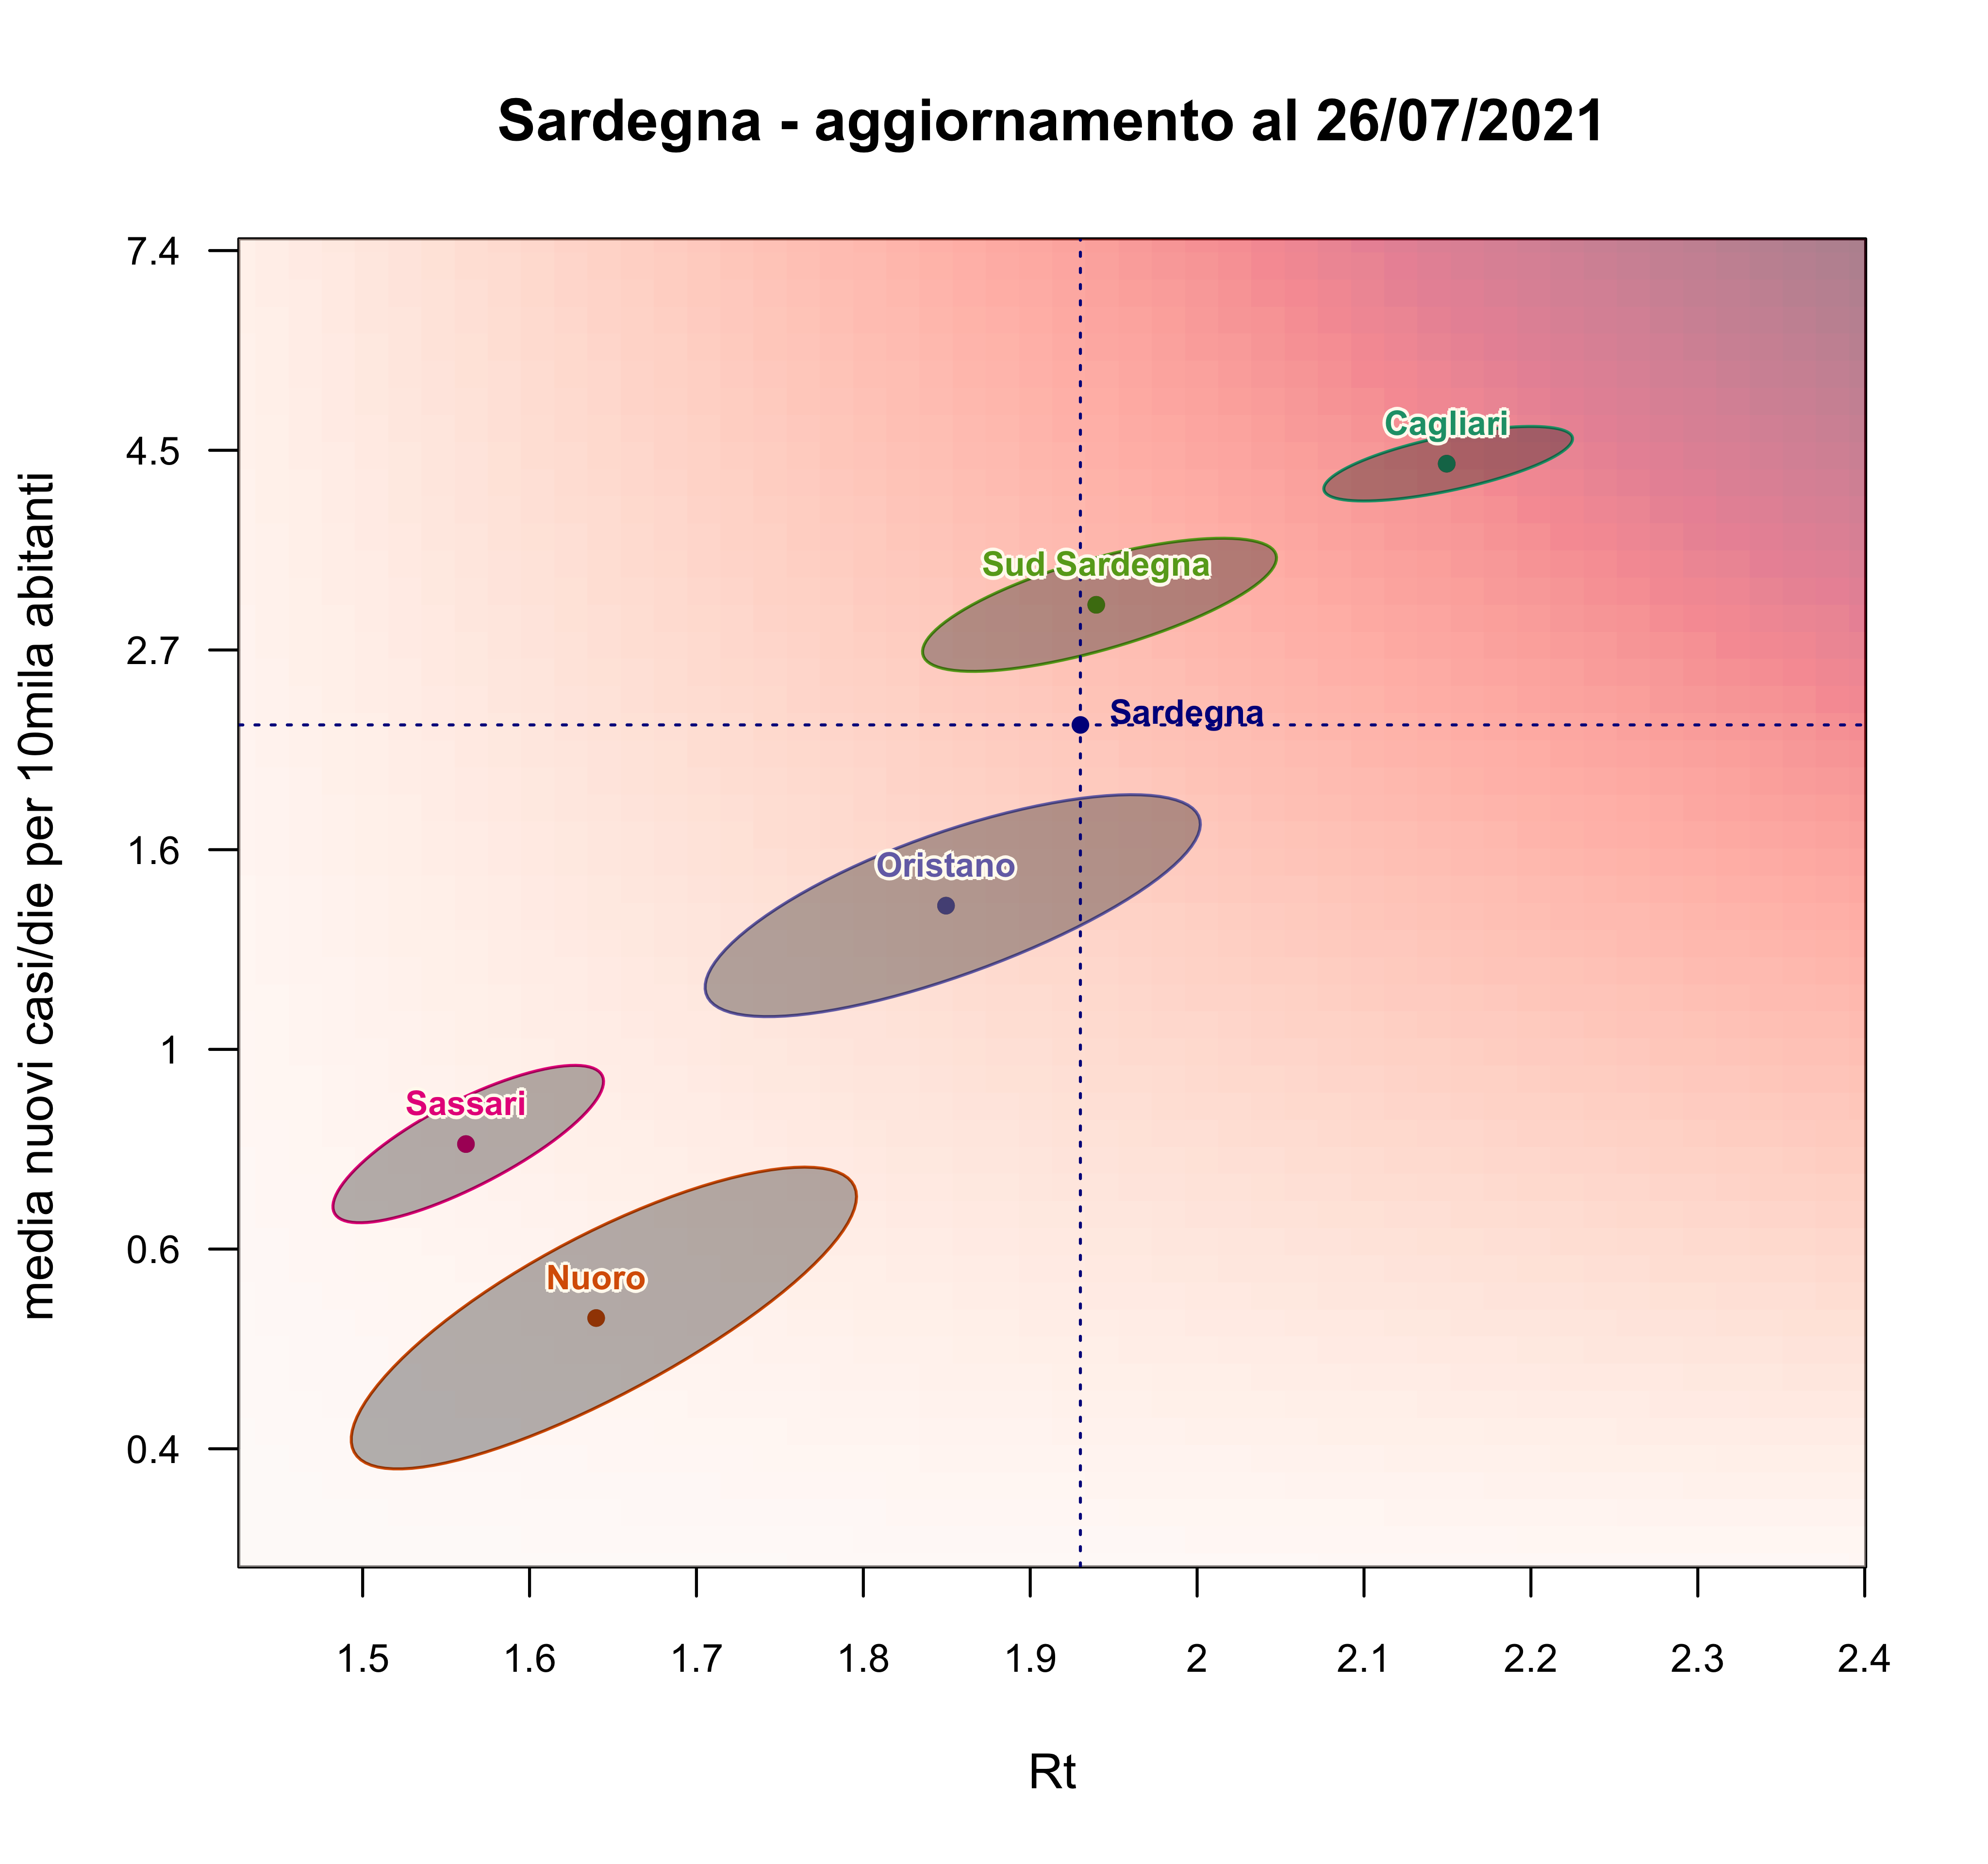 Sardegna - aggiornamento al 26/07/2021
media nuovi casi/die per 10mila abitanti
7.4
4.5
2.7
1.6
1
0.6
0.4
Cagliari
Sud Sardegna
Sardegna
Oristano
Sassari
Nuoro
1.5 1.6 1.7 1.8 1.9 2 2.1 2.2 2.3 2.4
Rt